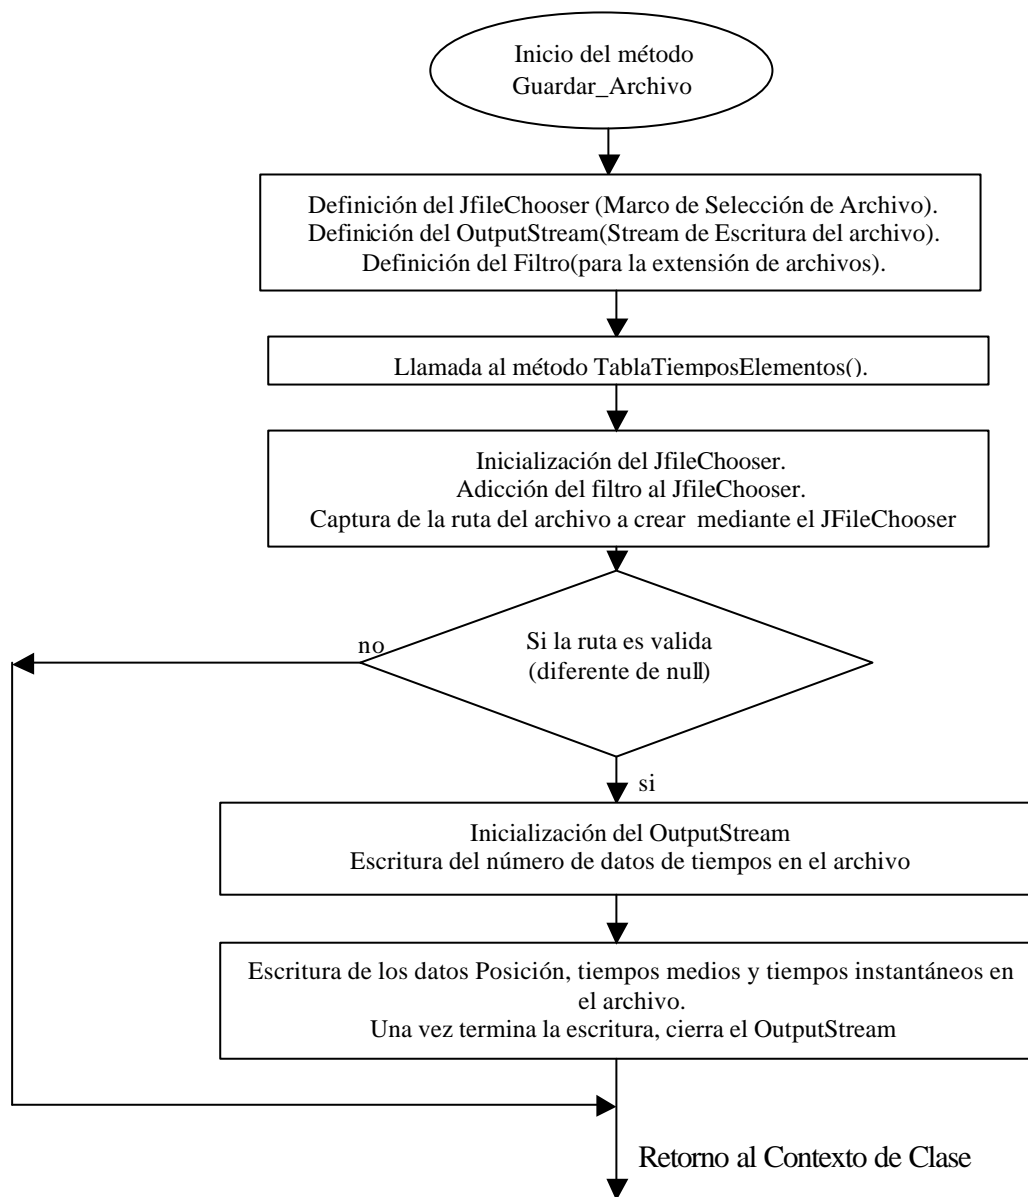 Inicio del método
Guardar_Archivo
Definición del JfileChooser (Marco de Selección de Archivo).
Definición del OutputStream(Stream de Escritura del archivo).
Definición del Filtro(para la extensión de archivos).
Llamada al método TablaTiemposElementos().
Inicialización del JfileChooser.
Adicción del filtro al JfileChooser.
Captura de la ruta del archivo a crear mediante el JFileChooser
Si la ruta es valida
(diferente de null)
no
si
Inicialización del OutputStream
Escritura del número de datos de tiempos en el archivo
Escritura de los datos Posición, tiempos medios y tiempos instantáneos en
el archivo.
Una vez termina la escritura, cierra el OutputStream
Retorno al Contexto de Clase